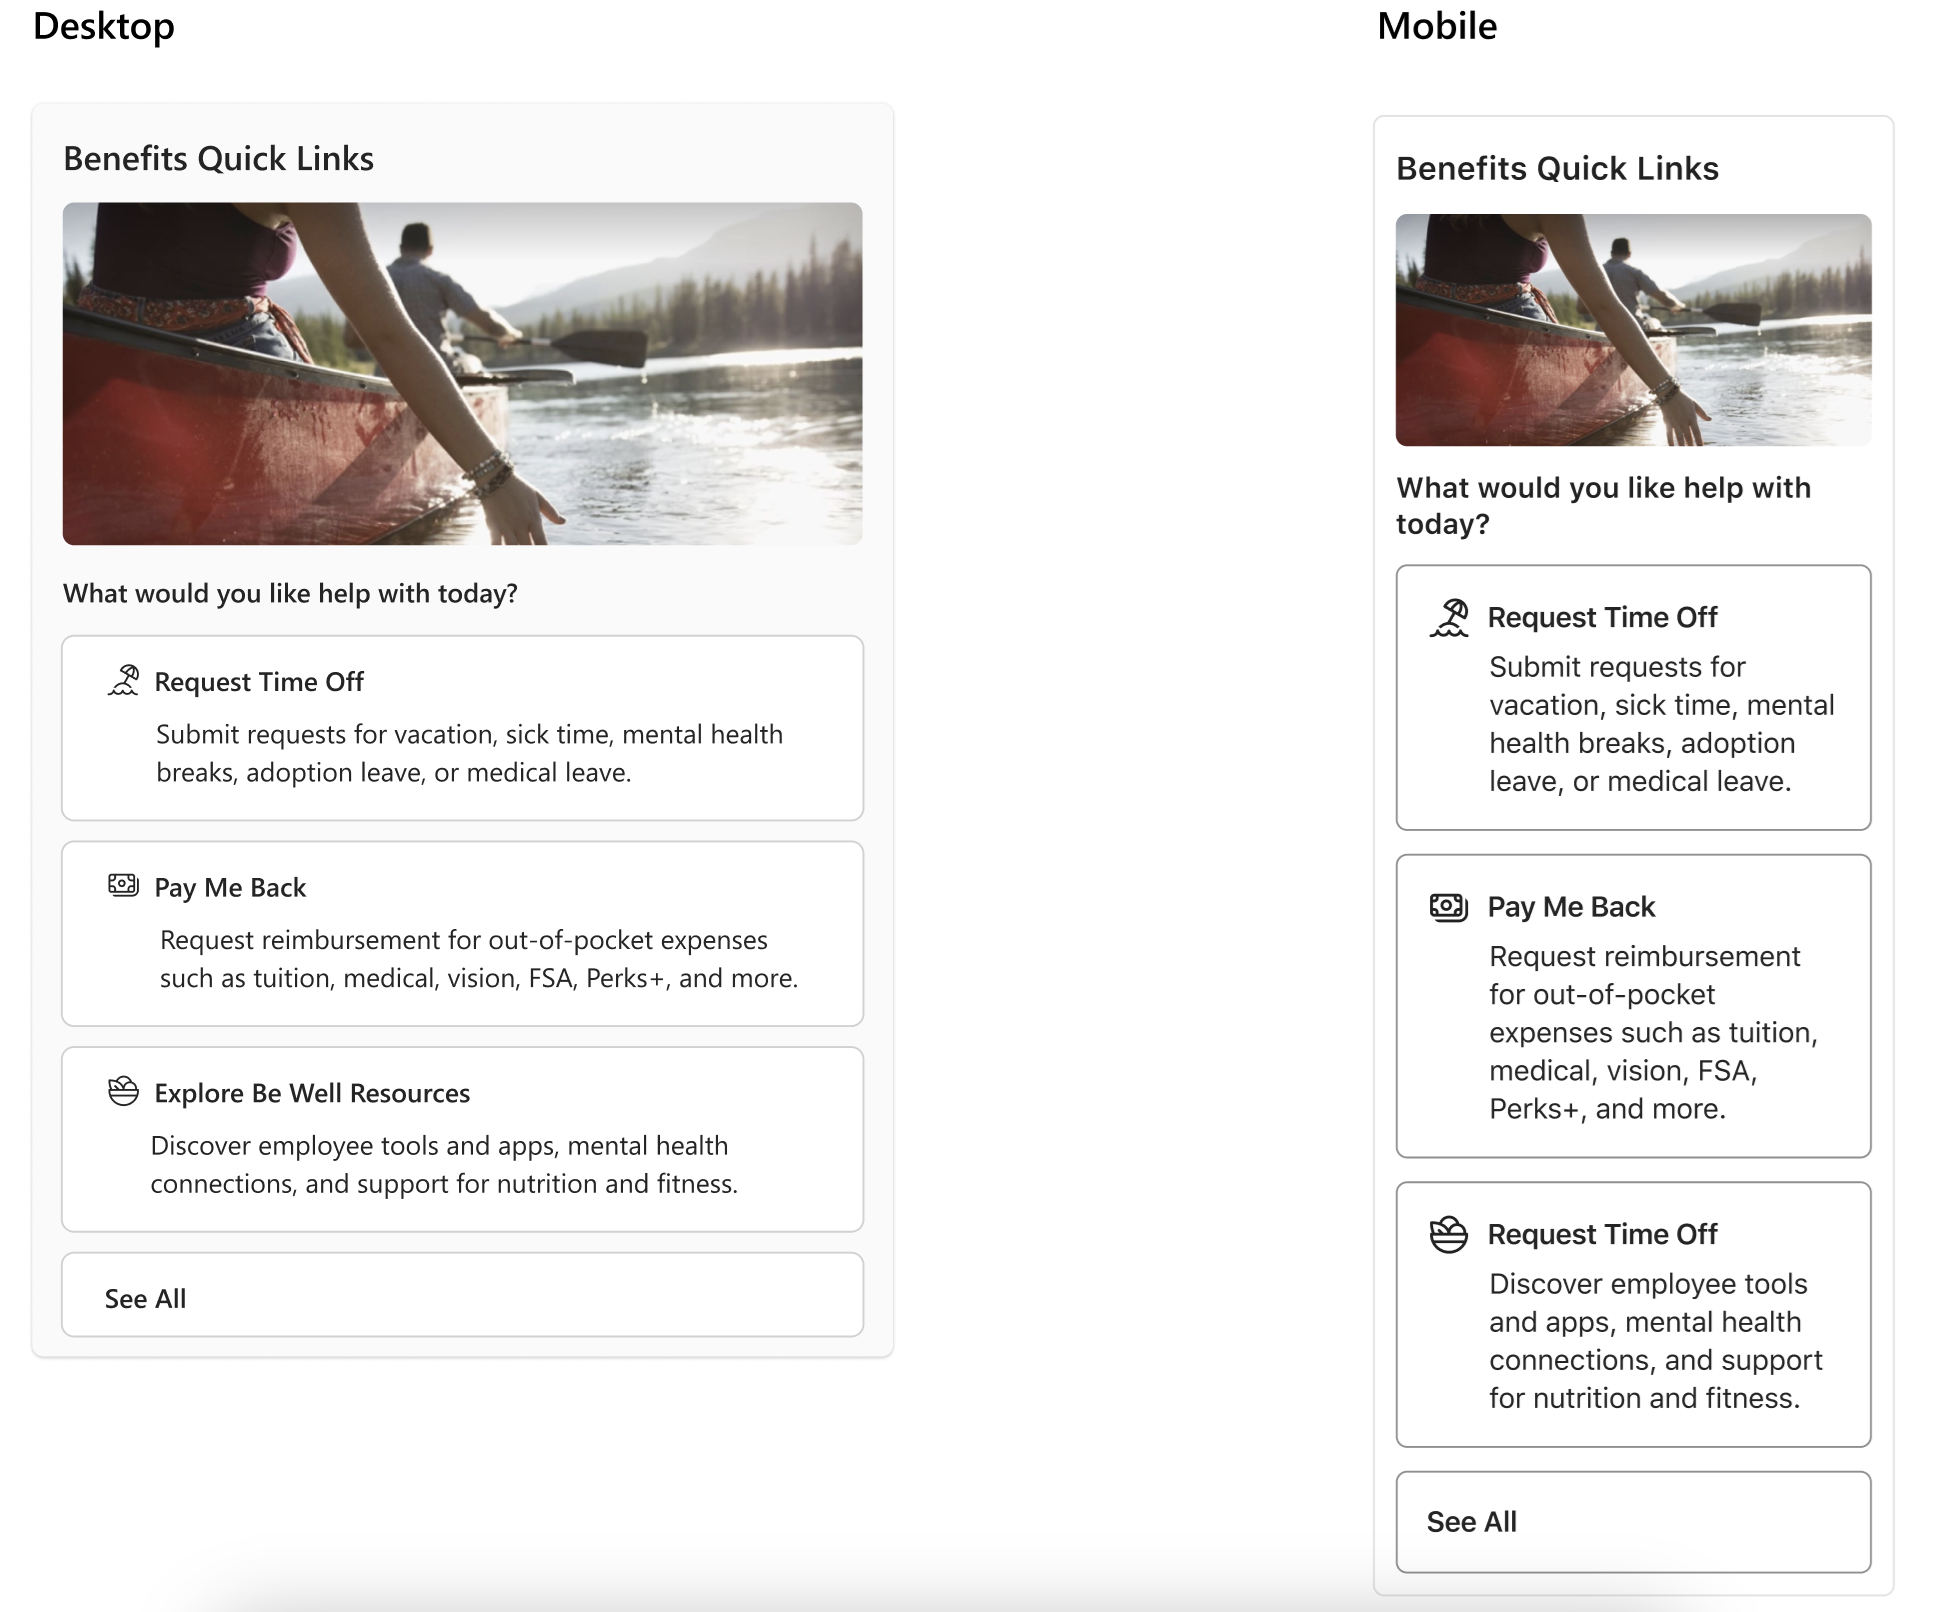 Desktop
Benefits Quick Links
What would you like help with today?
Request Time Off
Submit requests for vacation, sick time, mental health
breaks, adoption leave, or medical leave.
Pay Me Back
Request reimbursement for out-of-pocket expenses
such as tuition, medical, vision, FSA, Perks+, and more.
Explore Be Well Resources
Discover employee tools and apps, mental health
connections, and support for nutrition and fitness.
See All
Mobile
Benefits Quick Links
What would you like help with
today?
Request Time Off
Submit requests for
vacation, sick time, mental
health breaks, adoption
leave, or medical leave.
Pay Me Back
Request reimbursement
for out-of-pocket
expenses such as tuition,
medical, vision, FSA,
Perks+, and more.
Request Time Off
Discover employee tools
and apps, mental health
connections, and support
for nutrition and fitness.
See All